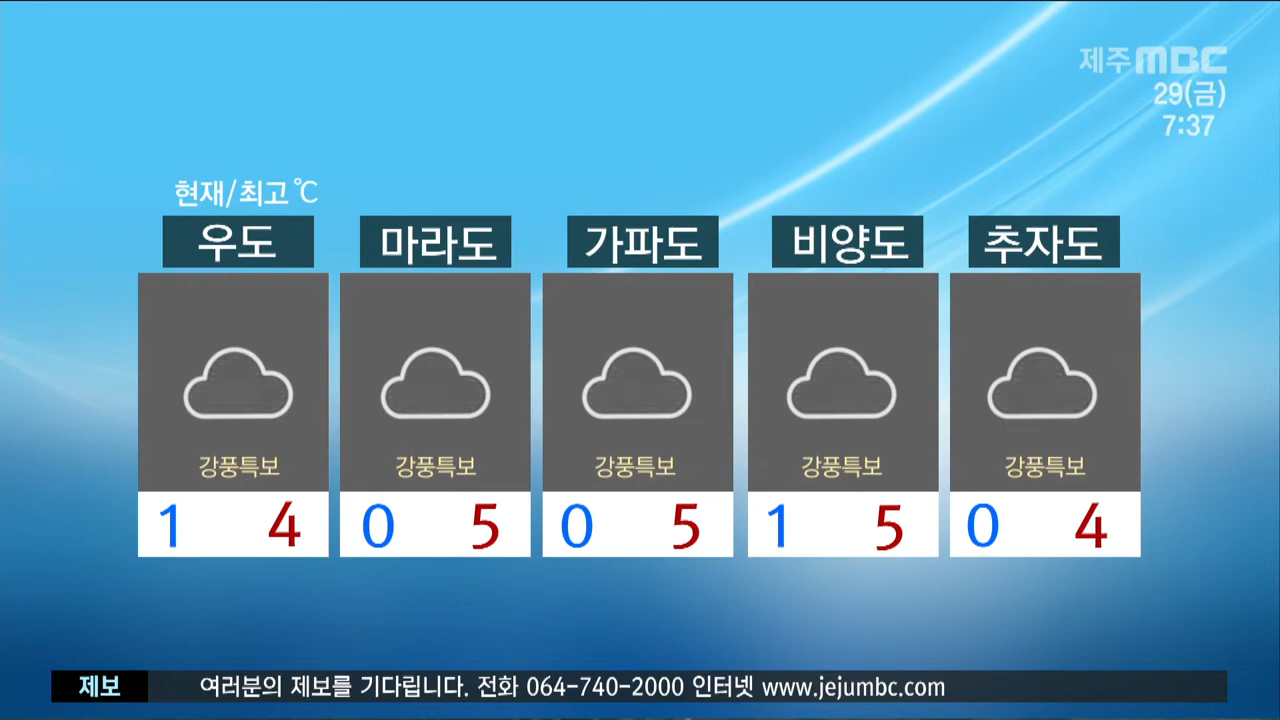 제주MBC
29(금)
7:37
현재/최고 ℃
우도 마라도 가파도 비양도 추자도
강풍특보 강풍특보 강풍특보 강풍특보 강풍특보
1 4 0 5 0 5 1 5 0 4
제보 여러분의 제보를 기다립니다. 전화 064-740-2000 인터넷 www.jejumbc.com